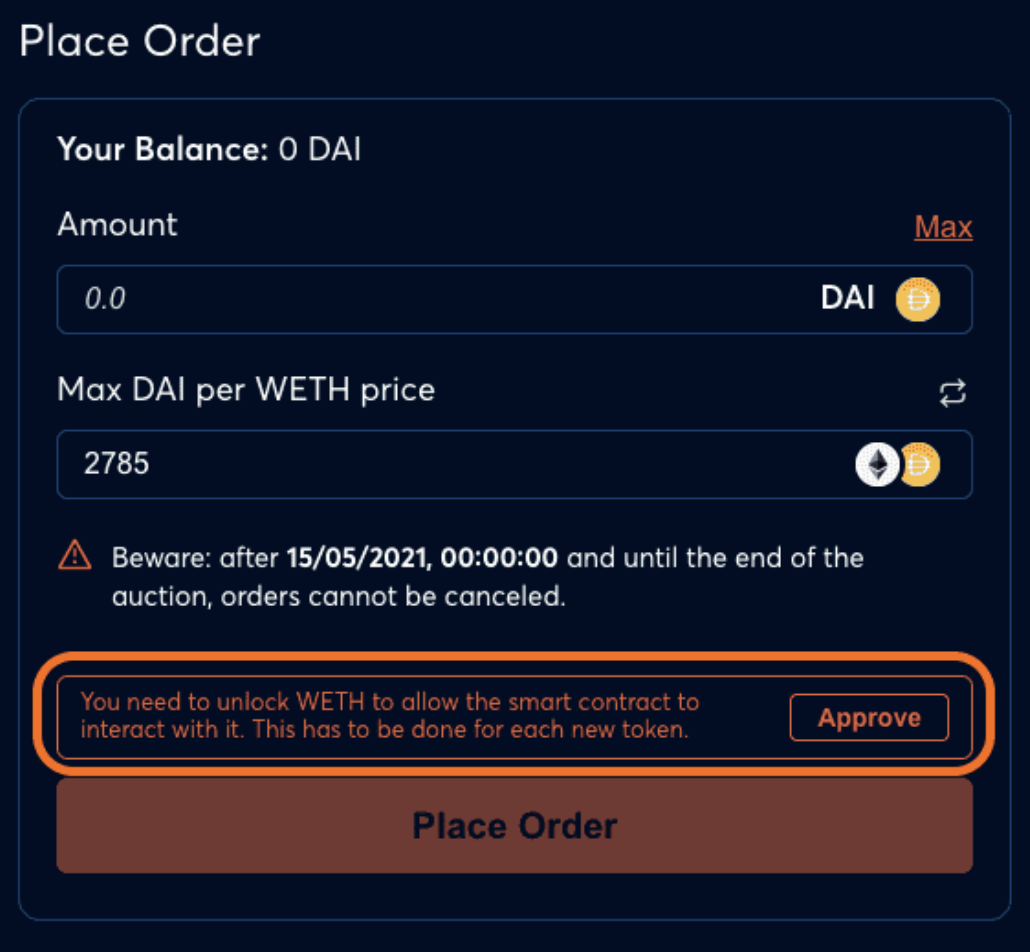 Place Order
Your Balance: 0 DAI
Amount
Max
0.0
DAI
Max DAI per WETH price
2785
Beware: after 15/05/2021, 00:00:00 and until the end of the
auction, orders cannot be canceled.
You need to unlock WETH to allow the smart contract to
interact with it. This has to be done for each new token.
Approve
Place Order